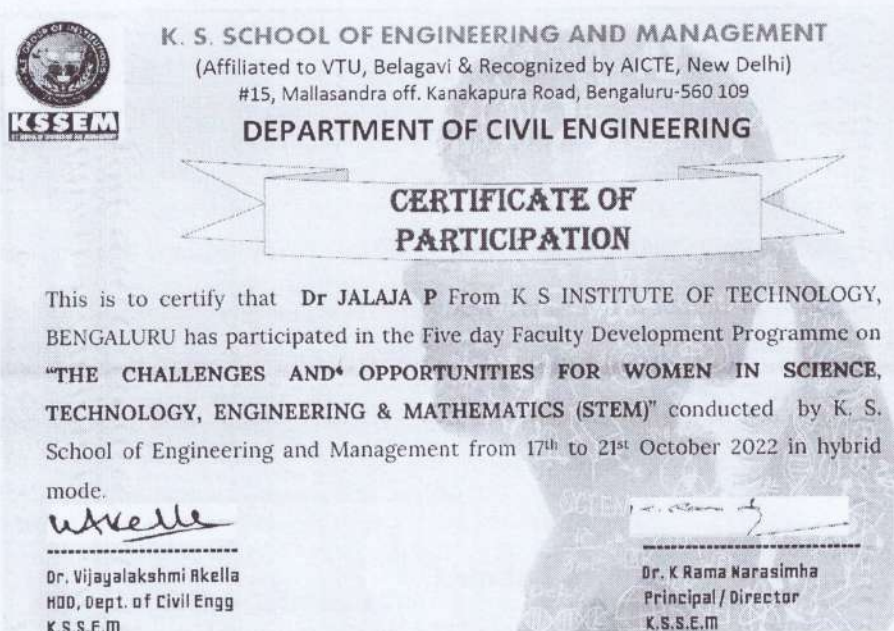 K. S. SCHOOL OF ENGINEERING AND MANAGEMENT
(Affiliated to VTU, Belagavi & Recognized by AICTE, New Delhi)
#15, Mallasandra off. Kanakapura Road, Bengaluru-560 109
KSSEM
DEPARTMENT OF CIVIL ENGINEERING
CERTIFICATE OF
PARTICIPATION
This is to certify that Dr JALAJA P From K S INSTITUTE OF TECHNOLOGY,
BENGALURU has participated in the Five day Faculty Development Programme on
“THE CHALLENGES AND‘ OPPORTUNITIES FOR WOMEN IN SCIENCE,
TECHNOLOGY, ENGINEERING & MATHEMATICS (STEM)” conducted by K. S.
School of Engineering and Management from 17th to 21st October 2022 in hybrid
mode.
Dr. Vijayalakshmi Akella
HOD, Dept. of Civil Engg
K.S.S.E.M
Dr. K Rama Narasimha
Principal / Director
K.S.S.E.M